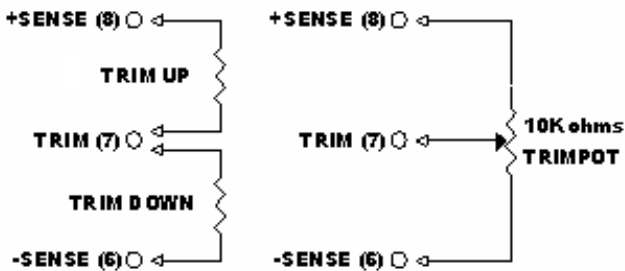 +SENSE (8)
TRIM UP
TRIM (7)
TRIM DOWN
-SENSE (6)
+SENSE (8)
10K ohms
TRIM (7)
TRIMPOT
-SENSE (6)